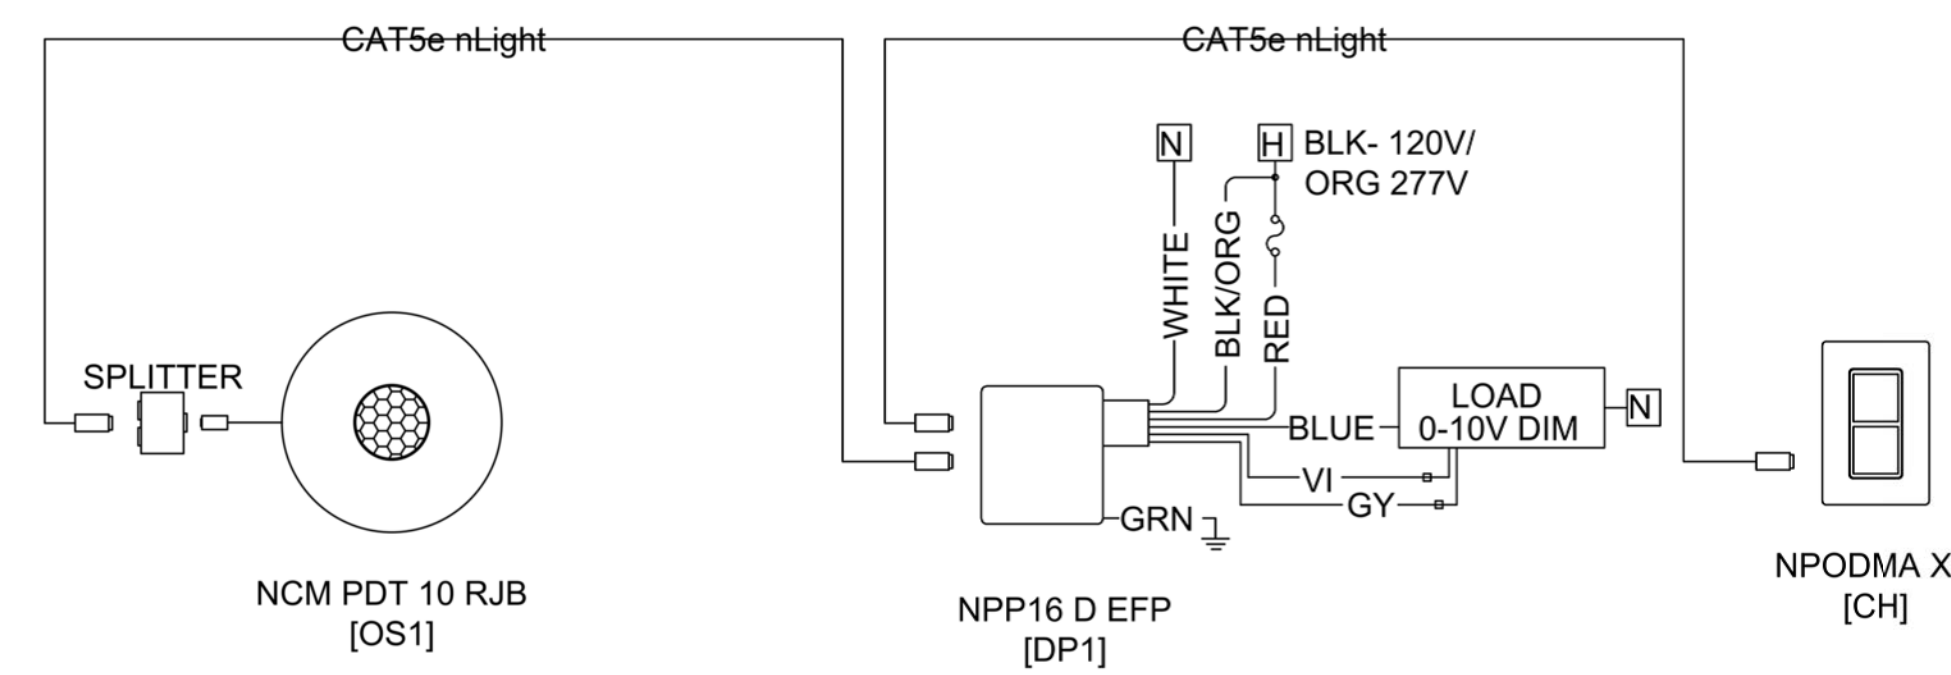 CAT5e nLight
CAT5e nLight
N
H
BLK- 120V/
ORG 277V
WHITE
BLK/ORG
RED
SPLITTER
LOAD
0-10V DIM
N
BLUE
VI
GY
GRN
NCM PDT 10 RJB
[OS1]
NPP16 D EFP
[DP1]
NPODMA X
[CH]